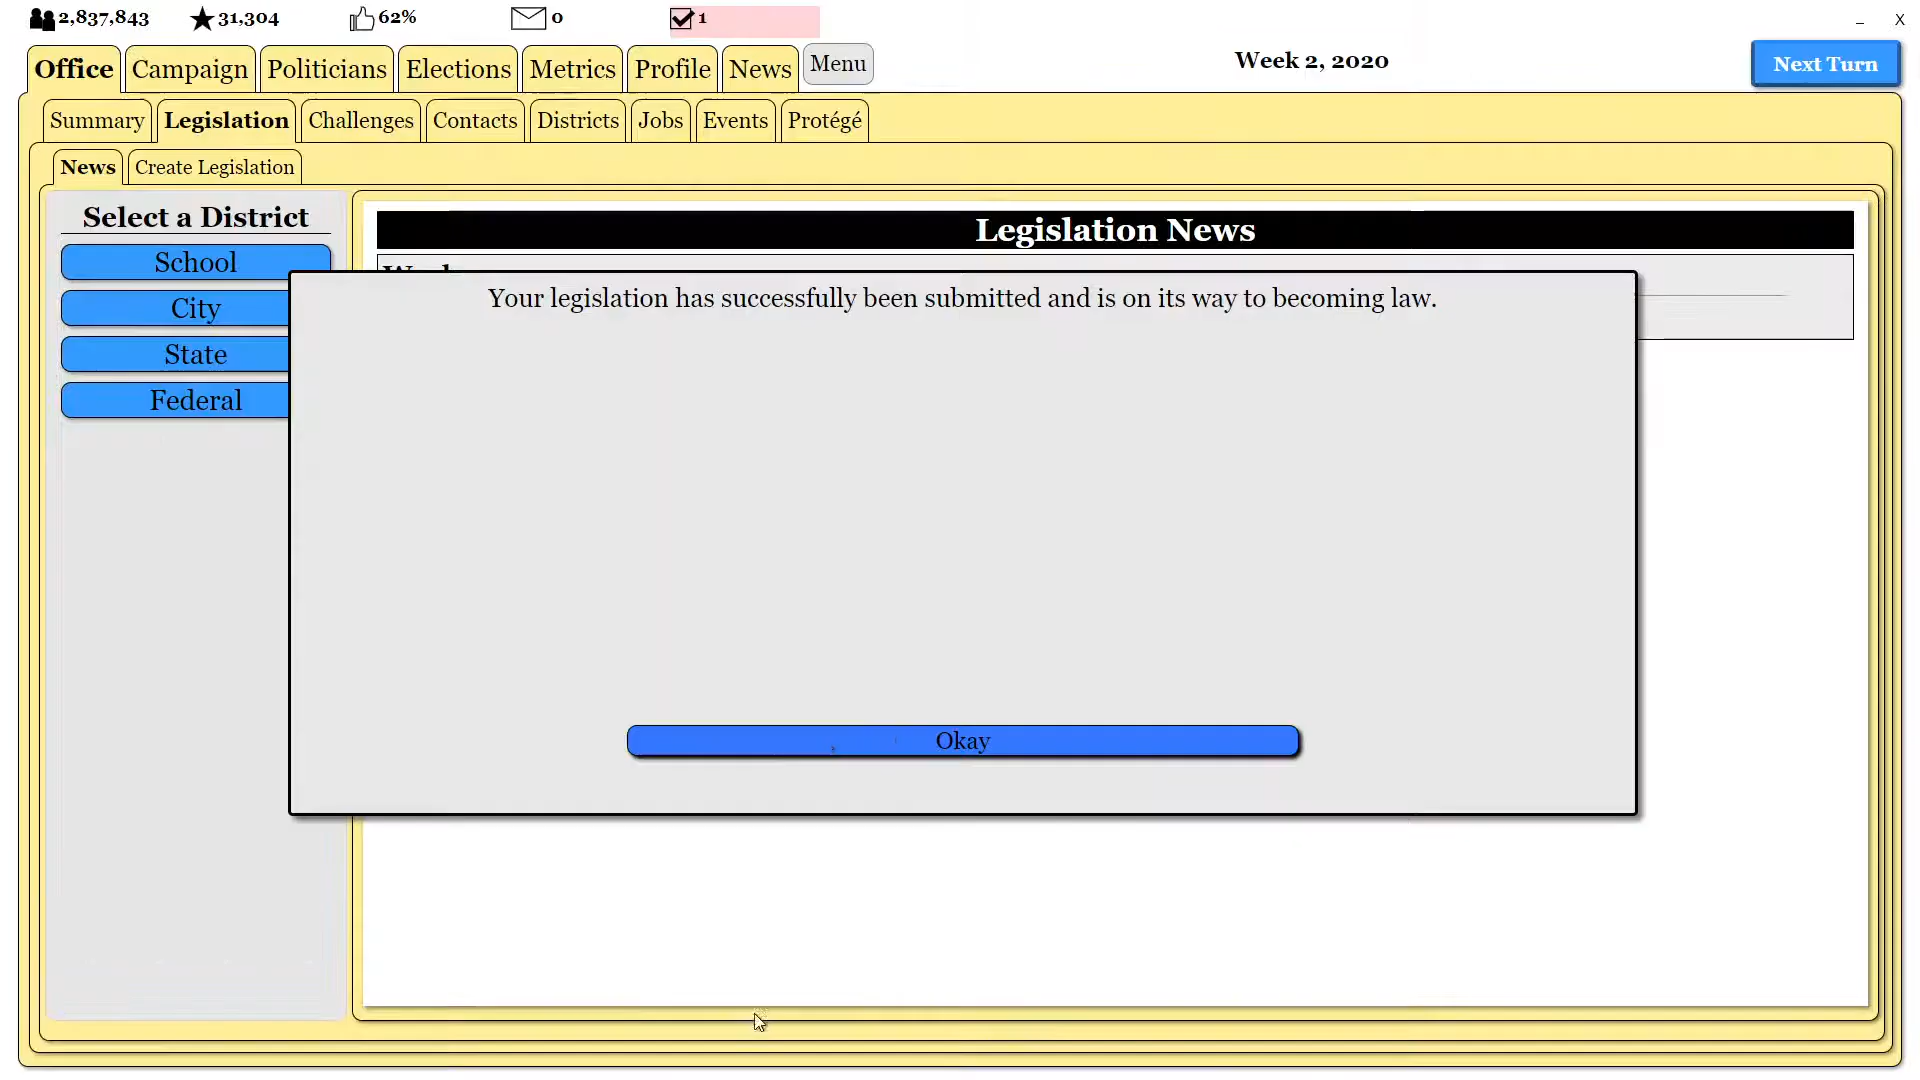 2,837,843 31,304 62% 0 1
_ X
Office Campaign Politicians Elections Metrics Profile News Menu
Week 2, 2020
Next Turn
Summary Legislation Challenges Contacts Districts Jobs Events Protégé
News Create Legislation
Select a District
School
City
State
Federal
Legislation News
Your legislation has successfully been submitted and is on its way to becoming law.
Okay